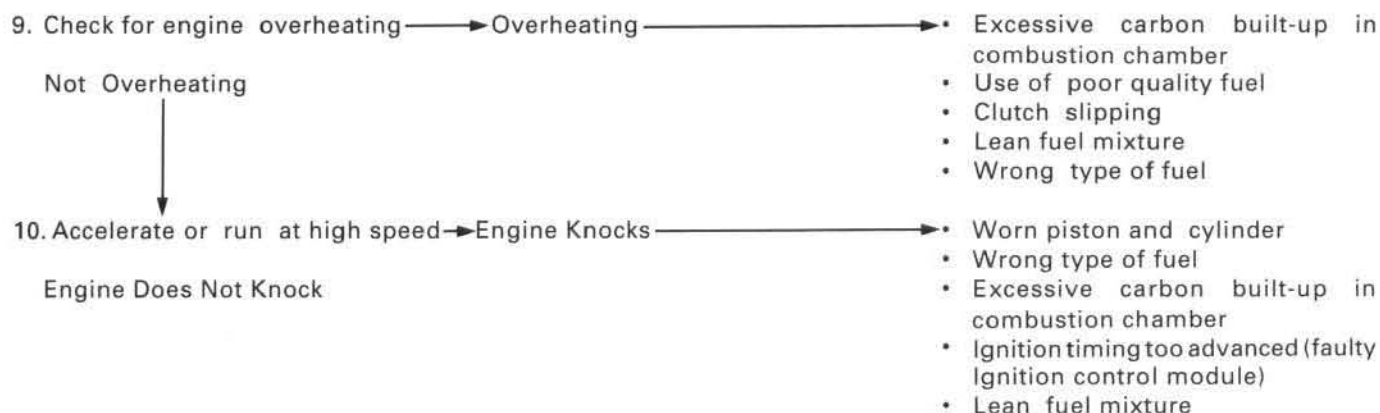 9. Check for engine overheating Overheating • Excessive carbon built-up in
combustion chamber
Not Overheating • Use of poor quality fuel
• Clutch slipping
• Lean fuel mixture
• Wrong type of fuel
10. Accelerate or run at high speed Engine Knocks • Worn piston and cylinder
• Wrong type of fuel
Engine Does Not Knock • Excessive carbon built-up in
combustion chamber
• Ignition timing too advanced (faulty
Ignition control module)
• Lean fuel mixture